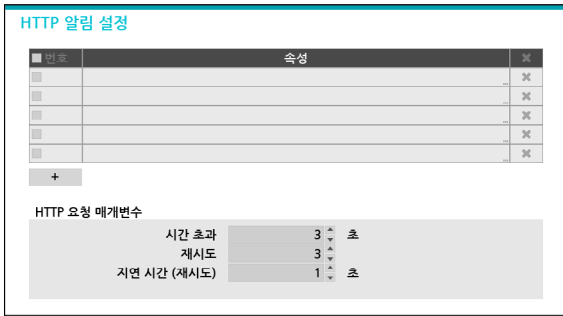 HTTP 알림 설정
번호 속성
+
HTTP 요청 매개변수
시간 초과 3 초
재시도 3
지연 시간 (재시도) 1 초